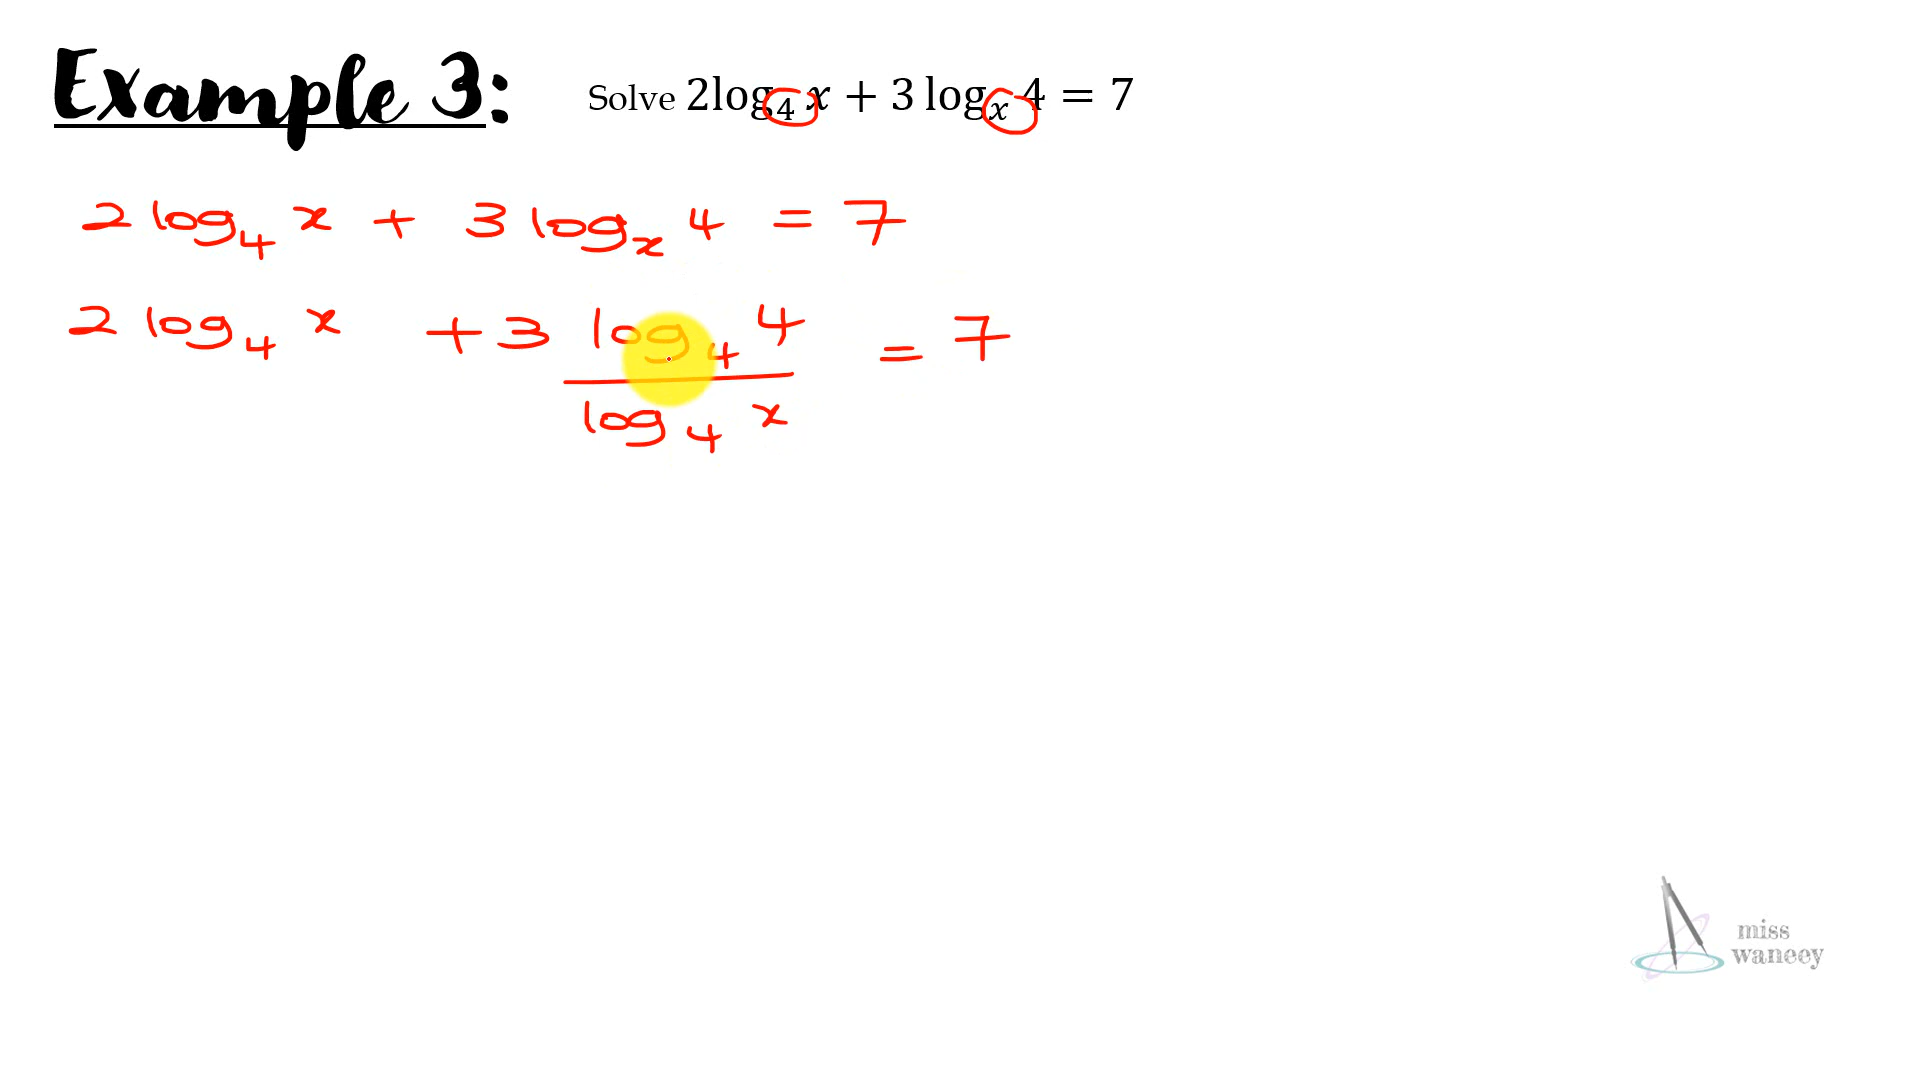 Example 3: Solve 2log₄ x + 3 logₓ 4 = 7
2 log₄ x + 3 logₓ 4 = 7
2 log₄ x + 3 log₄ 4 = 7
log₄ x
miss
waneey